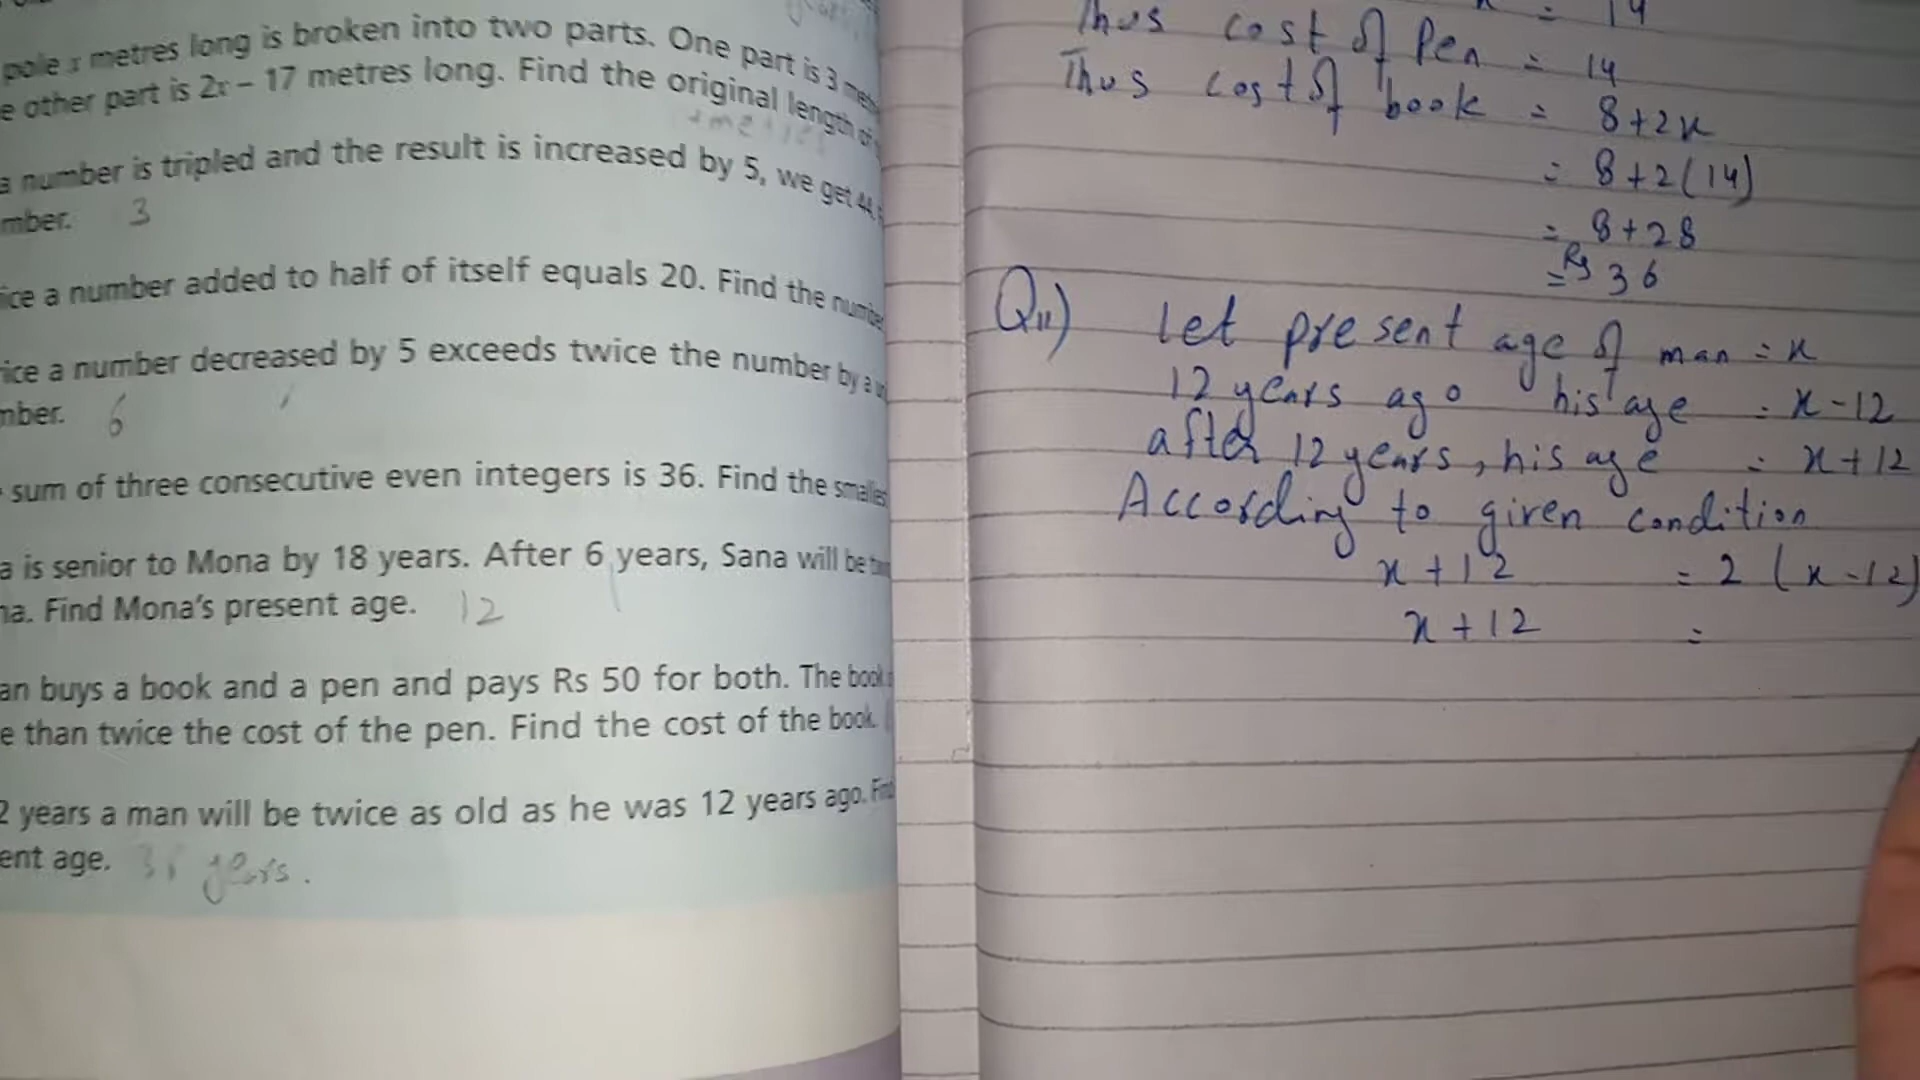 pole x metres long is broken into two parts. One part is 3
other part is 2x – 17 metres long. Find the original length
a number is tripled and the result is increased by 5, we get 44,
mber. 3
ice a number added to half of itself equals 20. Find the number
ice a number decreased by 5 exceeds twice the number by a
mber. 6
sum of three consecutive even integers is 36. Find the smalles
a is senior to Mona by 18 years. After 6 years, Sana will be
na. Find Mona's present age. 12
an buys a book and a pen and pays Rs 50 for both. The book
e than twice the cost of the pen. Find the cost of the book.
2 years a man will be twice as old as he was 12 years ago. Find
ent age. years.
= 14
Thus cost of Pen = 14
Thus cost of book = 8+2x
= 8+2(14)
= 8+28
= Rs 36
Q11) Let present age of man = x
12 years ago his age = x-12
after 12 years, his age = x+12
According to given condition
x+12 = 2 (x-12)
x+12 =